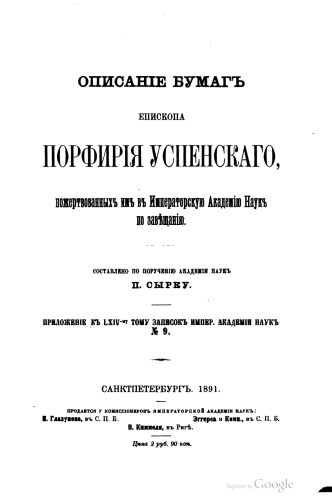 ОПИСАНІЕ БУМАГЪ
ЕПИСКОПА
ПОРФИРІЯ УСПЕНСКАГО,
пожертвованныхъ имъ въ Императорскую Академію Наукъ
по завѣщанію.
СОСТАВЛЕНО ПО ПОРУЧЕНІЮ АКАДЕМІИ НАУКЪ
П. СЫРКУ.
ПРИЛОЖЕНІЕ КЪ LXIV-му ТОМУ ЗАПИСОКЪ ИМПЕР. АКАДЕМІИ НАУКЪ
№ 9.
САНКТПЕТЕРБУРГЪ. 1891.
ПРОДАЕТСЯ У КОМИССІОНЕРОВЪ ИМПЕРАТОРСКОЙ АКАДЕМІИ НАУКЪ:
И. Глазунова, въ С. П. Б. Эггерса и Комп., въ С. П. Б.
Н. Киммеля, въ Ригѣ.
Цѣна 2 руб. 90 коп.
Digitized by Google